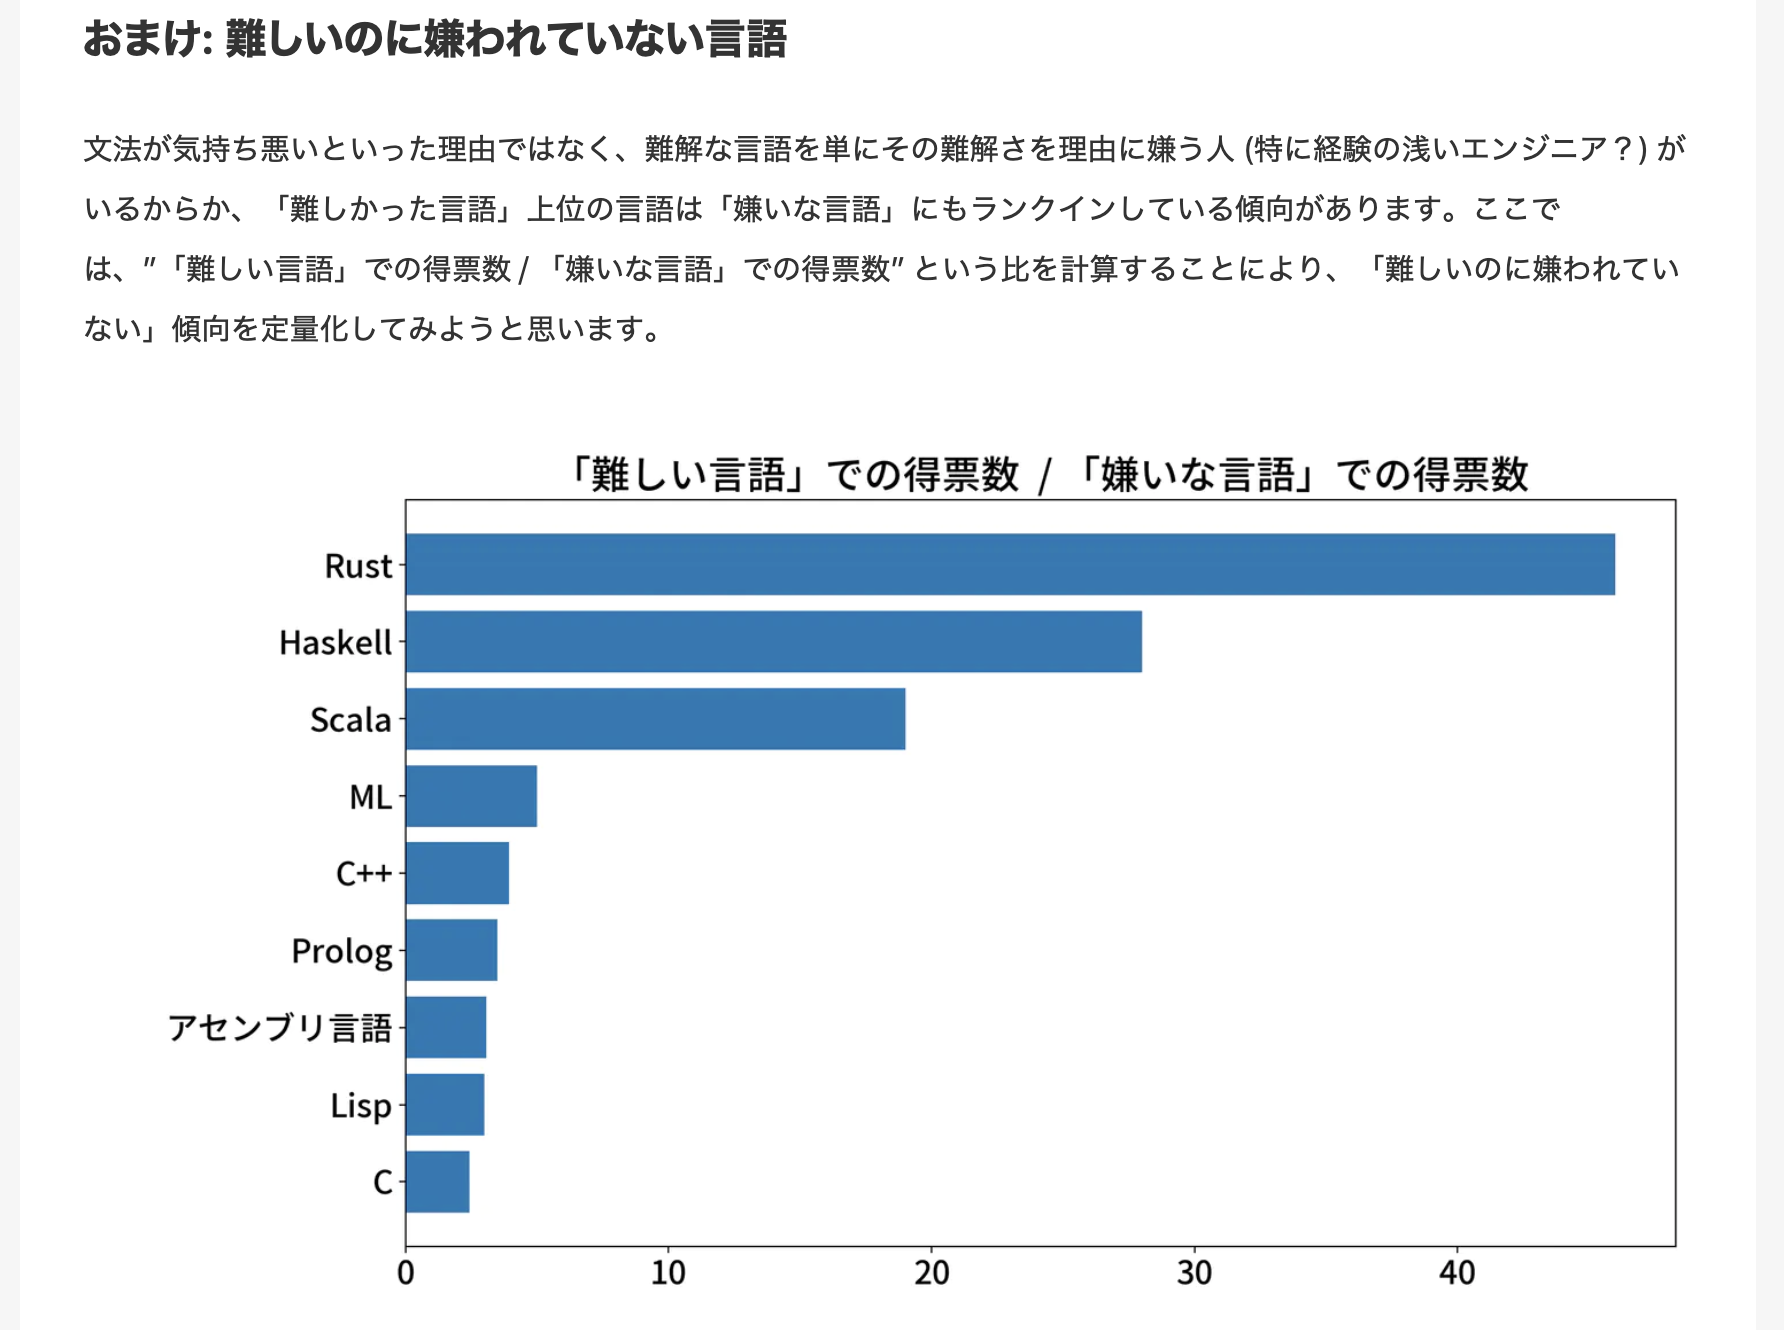 おまけ: 難しいのに嫌われていない言語
文法が気持ち悪いといった理由ではなく、難解な言語を単にその難解さを理由に嫌う人 (特に経験の浅いエンジニア？) が
いるからか、「難しかった言語」上位の言語は「嫌いな言語」にもランクインしている傾向があります。ここで
は、”「難しい言語」での得票数 / 「嫌いな言語」での得票数” という比を計算することにより、「難しいのに嫌われてい
ない」傾向を定量化してみようと思います。
「難しい言語」での得票数 / 「嫌いな言語」での得票数
Rust
Haskell
Scala
ML
C++
Prolog
アセンブリ言語
Lisp
C
0 10 20 30 40